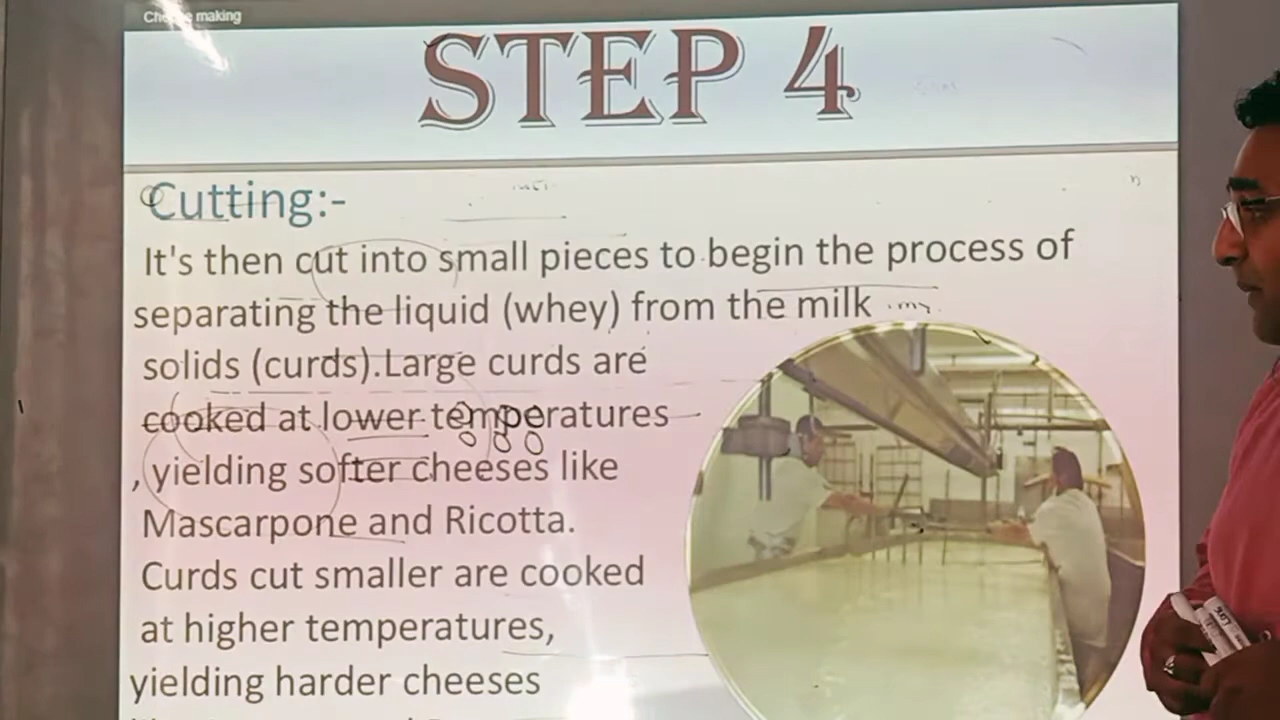 Cheese making
STEP 4
Cutting:-
It's then cut into small pieces to begin the process of
separating the liquid (whey) from the milk
solids (curds).Large curds are
cooked at lower temperatures
, yielding softer cheeses like
Mascarpone and Ricotta.
Curds cut smaller are cooked
at higher temperatures,
yielding harder cheeses